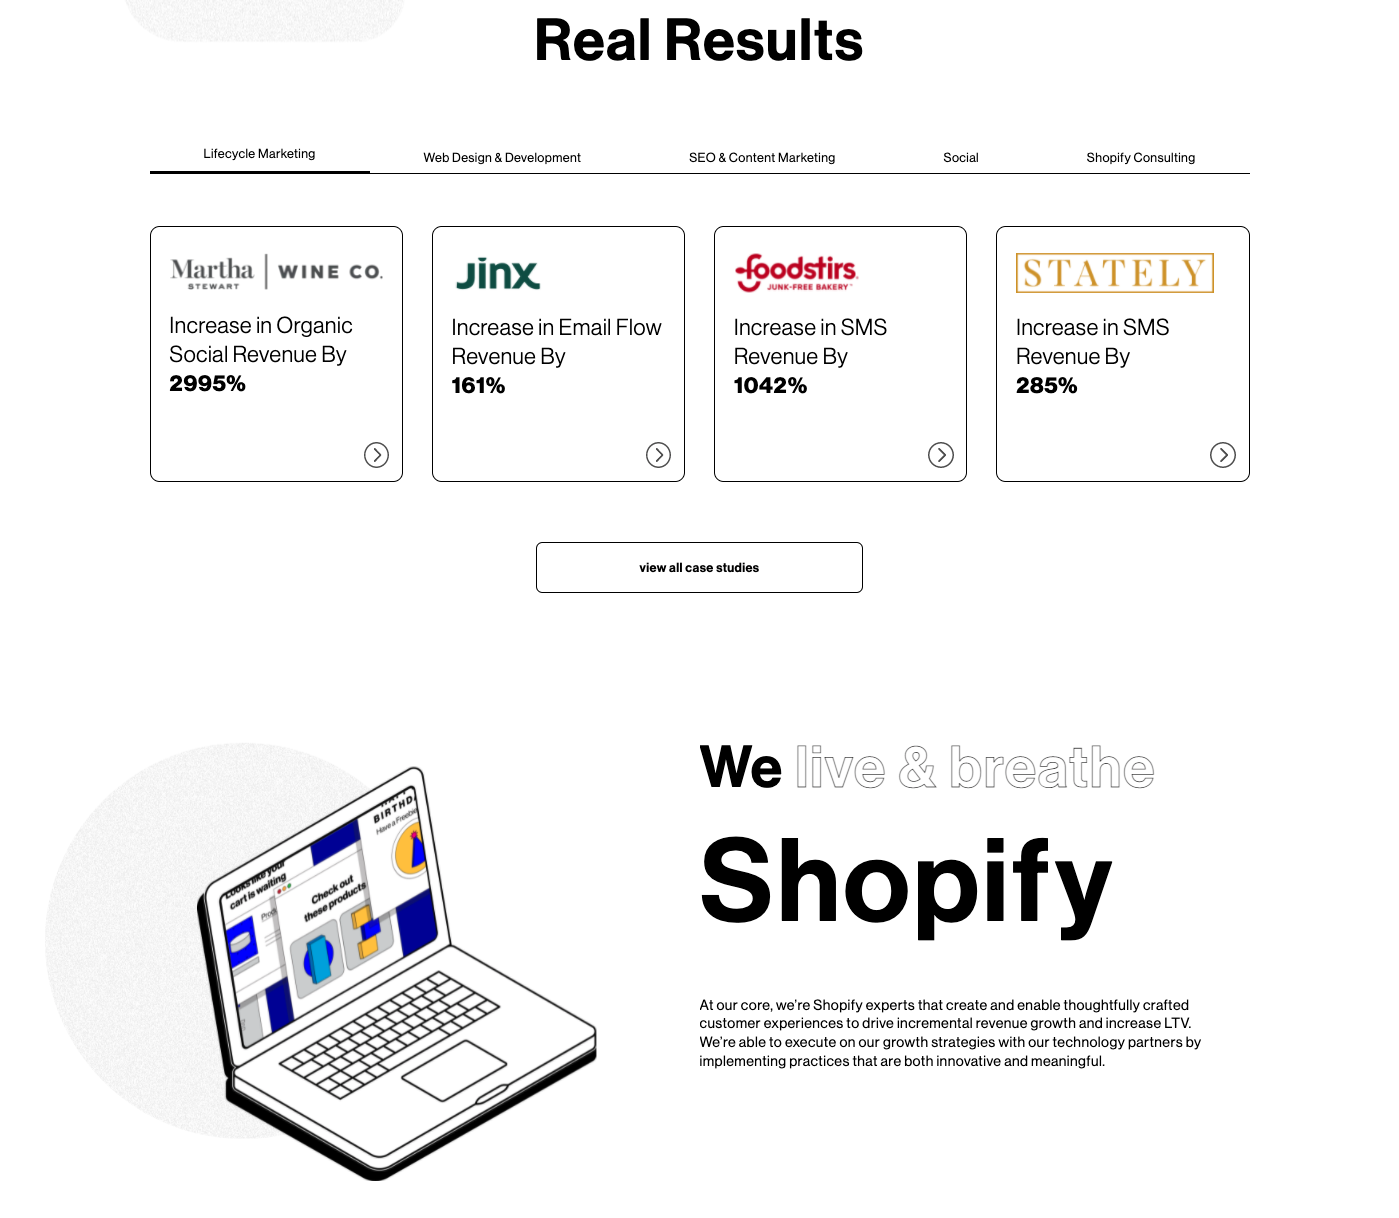 Real Results
Lifecycle Marketing
Web Design & Development
SEO & Content Marketing
Social
Shopify Consulting
Martha STEWART | WINE CO.
Increase in Organic
Social Revenue By
2995%
Jinx
Increase in Email Flow
Revenue By
161%
foodstirs
JUNK-FREE BAKERY™
Increase in SMS
Revenue By
1042%
STATELY
Increase in SMS
Revenue By
285%
view all case studies
Looks like your
cart is waiting
Check out
these products
Have a Freebie
We live & breathe
Shopify
At our core, we're Shopify experts that create and enable thoughtfully crafted
customer experiences to drive incremental revenue growth and increase LTV.
We're able to execute on our growth strategies with our technology partners by
implementing practices that are both innovative and meaningful.